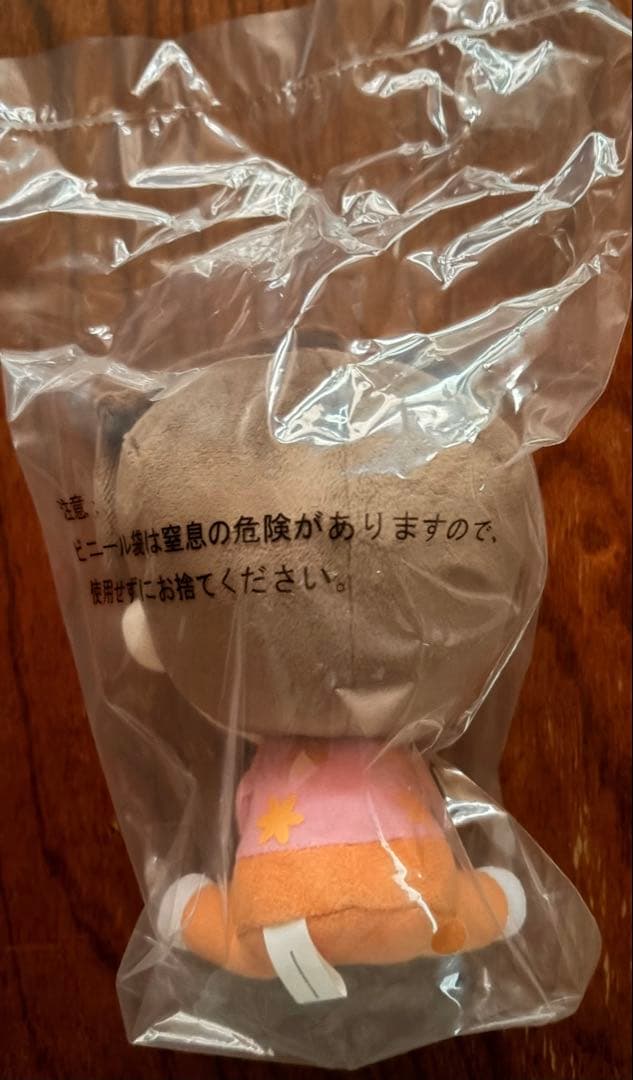 注意：
ビニール袋は窒息の危険がありますので、
使用せずにお捨てください。